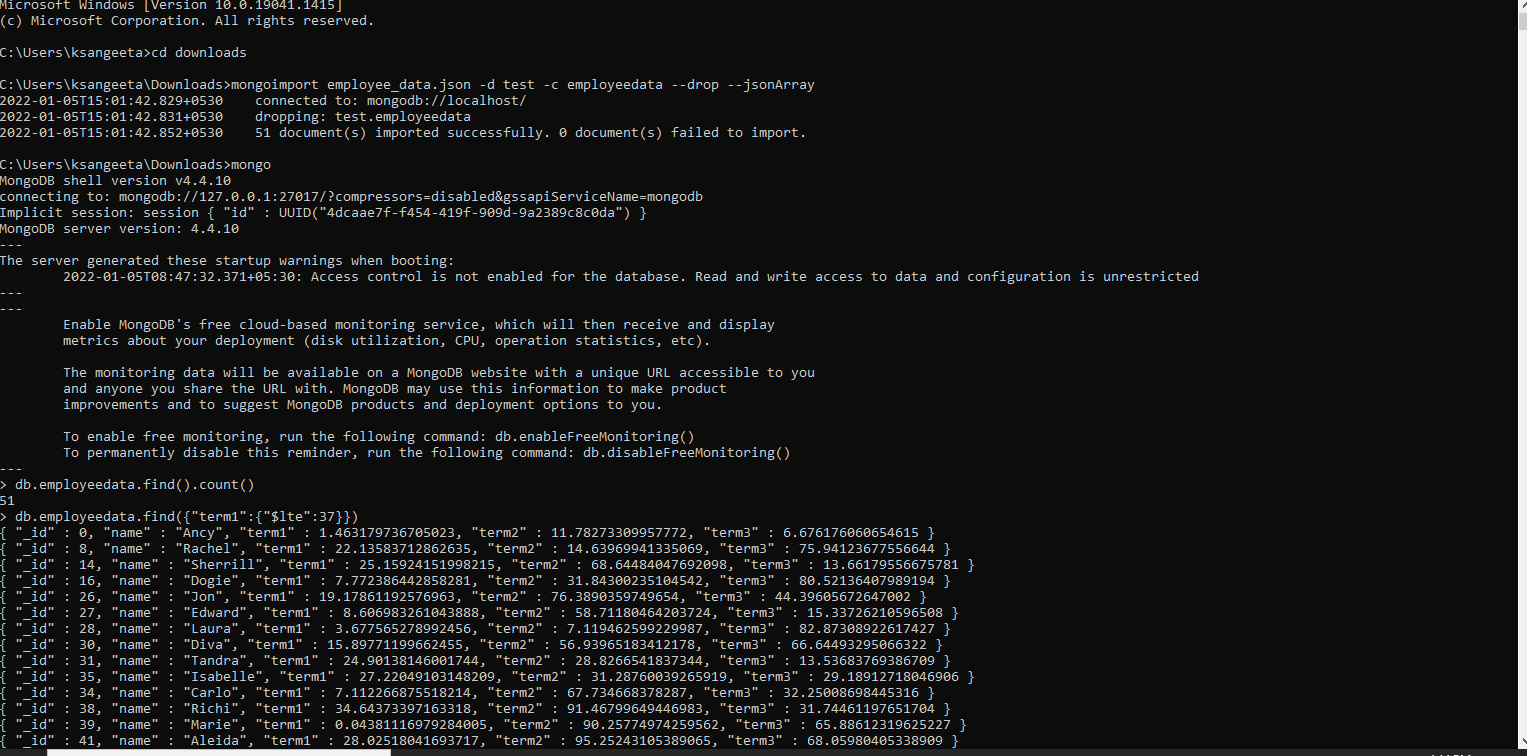 Microsoft Windows [Version 10.0.19041.1415]
(c) Microsoft Corporation. All rights reserved.
C:\Users\ksangeeta>cd downloads
C:\Users\ksangeeta\Downloads>mongoimport employee_data.json -d test -c employeedata --drop --jsonArray
2022-01-05T15:01:42.829+0530    connected to: mongodb://localhost/
2022-01-05T15:01:42.831+0530    dropping: test.employeedata
2022-01-05T15:01:42.852+0530    51 document(s) imported successfully. 0 document(s) failed to import.
C:\Users\ksangeeta\Downloads>mongo
MongoDB shell version v4.4.10
connecting to: mongodb://127.0.0.1:27017/?compressors=disabled&gssapiServiceName=mongodb
Implicit session: session { "id" : UUID("4dcaae7f-f454-419f-909d-9a2389c8c0da") }
MongoDB server version: 4.4.10
---
The server generated these startup warnings when booting:
        2022-01-05T08:47:32.371+05:30: Access control is not enabled for the database. Read and write access to data and configuration is unrestricted
---
---
        Enable MongoDB's free cloud-based monitoring service, which will then receive and display
        metrics about your deployment (disk utilization, CPU, operation statistics, etc).
        The monitoring data will be available on a MongoDB website with a unique URL accessible to you
        and anyone you share the URL with. MongoDB may use this information to make product
        improvements and to suggest MongoDB products and deployment options to you.
        To enable free monitoring, run the following command: db.enableFreeMonitoring()
        To permanently disable this reminder, run the following command: db.disableFreeMonitoring()
---
> db.employeedata.find().count()
51
> db.employeedata.find({"term1":{"$lte":37}})
{ "_id" : 0, "name" : "Ancy", "term1" : 1.463179736705023, "term2" : 11.78273309957772, "term3" : 6.676176060654615 }
{ "_id" : 8, "name" : "Rachel", "term1" : 22.13583712862635, "term2" : 14.63969941335069, "term3" : 75.94123677556644 }
{ "_id" : 14, "name" : "Sherrill", "term1" : 25.15924151998215, "term2" : 68.64484047692098, "term3" : 13.66179556675781 }
{ "_id" : 16, "name" : "Dogie", "term1" : 7.772386442858281, "term2" : 31.84300235104542, "term3" : 80.52136407989194 }
{ "_id" : 26, "name" : "Jon", "term1" : 19.17861192576963, "term2" : 76.3890359749654, "term3" : 44.39605672647002 }
{ "_id" : 27, "name" : "Edward", "term1" : 8.606983261043888, "term2" : 58.71180464203724, "term3" : 15.33726210596508 }
{ "_id" : 28, "name" : "Laura", "term1" : 3.677565278992456, "term2" : 7.119462599229987, "term3" : 82.87308922617427 }
{ "_id" : 30, "name" : "Diva", "term1" : 15.89771199662455, "term2" : 56.93965183412178, "term3" : 66.64493295066322 }
{ "_id" : 31, "name" : "Tandra", "term1" : 24.90138146001744, "term2" : 28.8266541837344, "term3" : 13.53683769386709 }
{ "_id" : 35, "name" : "Isabelle", "term1" : 27.22049103148209, "term2" : 31.28760039265919, "term3" : 29.18912718046906 }
{ "_id" : 34, "name" : "Carlo", "term1" : 7.112266875518214, "term2" : 67.734668378287, "term3" : 32.25008698445316 }
{ "_id" : 38, "name" : "Richi", "term1" : 34.64373397163318, "term2" : 91.46799649446983, "term3" : 31.74461197651704 }
{ "_id" : 39, "name" : "Marie", "term1" : 0.04381116979284005, "term2" : 90.25774974259562, "term3" : 65.88612319625227 }
{ "_id" : 41, "name" : "Aleida", "term1" : 28.02518041693717, "term2" : 95.25243105389065, "term3" : 68.05980405338909 }